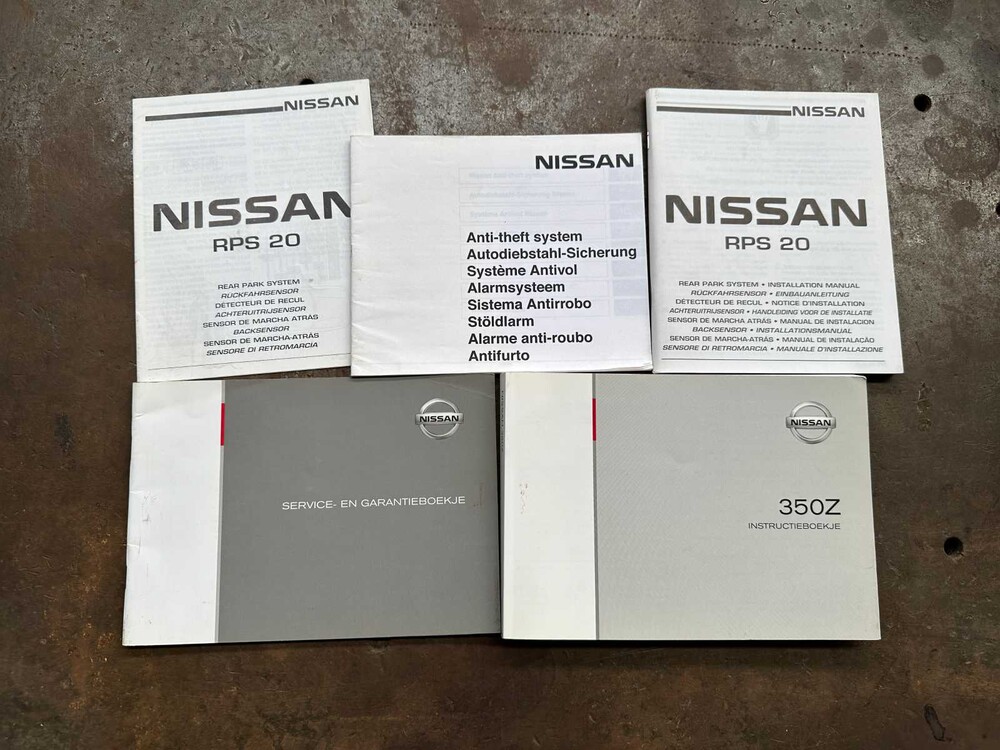 NISSAN
NISSAN
RPS 20
REAR PARK SYSTEM
RÜCKFAHRSENSOR
DÉTECTEUR DE RECUL
ACHTERUITRIJSENSOR
SENSOR DE MARCHA ATRÁS
BACKSENSOR
SENSOR DE MARCHA-ATRÁS
SENSORE DI RETROMARCIA
NISSAN
Anti-theft system
Autodiebstahl-Sicherung
Système Antivol
Alarmsysteem
Sistema Antirrobo
Stöldlarm
Alarme anti-roubo
Antifurto
NISSAN
NISSAN
RPS 20
REAR PARK SYSTEM • INSTALLATION MANUAL
RÜCKFAHRSENSOR • EINBAUANLEITUNG
DÉTECTEUR DE RECUL • NOTICE D'INSTALLATION
ACHTERUITRIJSENSOR • HANDLEIDING VOOR DE INSTALLATIE
SENSOR DE MARCHA ATRÁS • MANUAL DE INSTALACION
BACKSENSOR • INSTALLATIONSMANUAL
SENSOR DE MARCHA-ATRÁS • MANUAL DE INSTALAÇÃO
SENSORE DI RETROMARCIA • MANUALE D'INSTALLAZIONE
NISSAN
SERVICE- EN GARANTIEBOEKJE
NISSAN
350Z
INSTRUCTIEBOEKJE